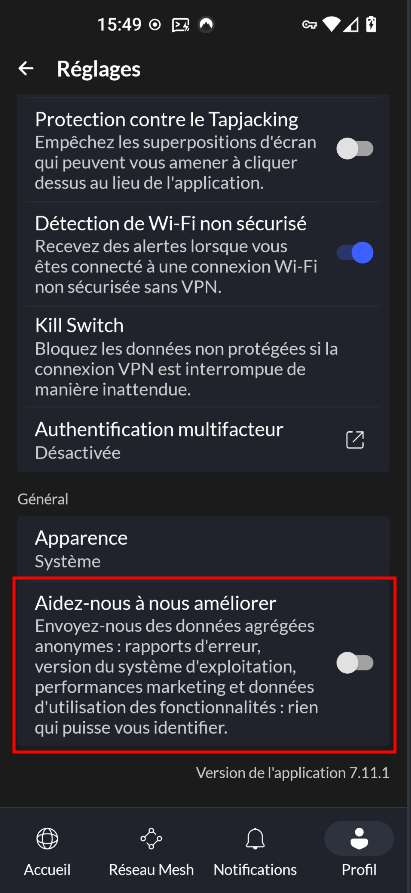 15:49
Réglages
Protection contre le Tapjacking
Empêchez les superpositions d'écran
qui peuvent vous amener à cliquer
dessus au lieu de l'application.
Détection de Wi-Fi non sécurisé
Recevez des alertes lorsque vous
êtes connecté à une connexion Wi-Fi
non sécurisée sans VPN.
Kill Switch
Bloquez les données non protégées si la
connexion VPN est interrompue de
manière inattendue.
Authentification multifacteur
Désactivée
Général
Apparence
Système
Aidez-nous à nous améliorer
Envoyez-nous des données agrégées
anonymes : rapports d'erreur,
version du système d'exploitation,
performances marketing et données
d'utilisation des fonctionnalités : rien
qui puisse vous identifier.
Version de l'application 7.11.1
Accueil
Réseau Mesh
Notifications
Profil